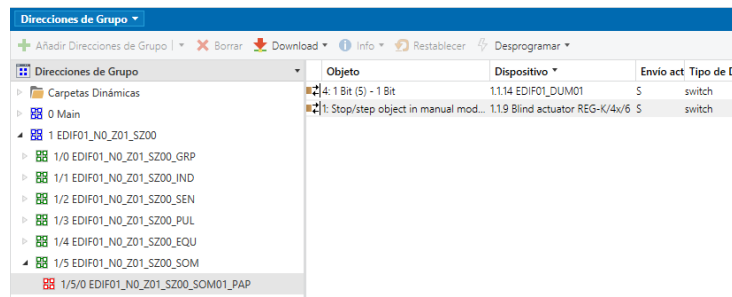 Direcciones de Grupo
Añadir Direcciones de Grupo Borrar Download Info Restablecer Desprogramar
Direcciones de Grupo Objeto Dispositivo Envío act Tipo de D
Carpetas Dinámicas 4: 1 Bit (5) - 1 Bit 1.1.14 EDIF01_DUM01 S switch
0 Main 1: Stop/step object in manual mod... 1.1.9 Blind actuator REG-K/4x/6 S switch
1 EDIF01_N0_Z01_SZ00
1/0 EDIF01_N0_Z01_SZ00_GRP
1/1 EDIF01_N0_Z01_SZ00_IND
1/2 EDIF01_N0_Z01_SZ00_SEN
1/3 EDIF01_N0_Z01_SZ00_PUL
1/4 EDIF01_N0_Z01_SZ00_EQU
1/5 EDIF01_N0_Z01_SZ00_SOM
1/5/0 EDIF01_N0_Z01_SZ00_SOM01_PAP